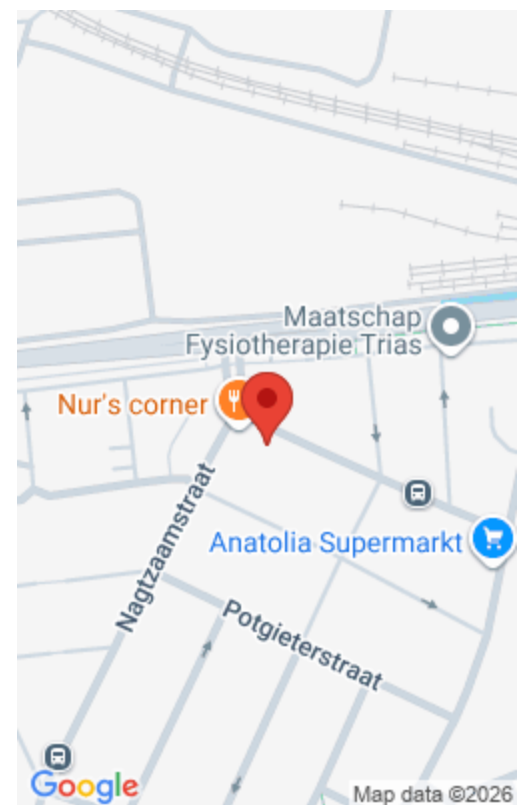 Maatschap
Fysiotherapie Trias
Nur's corner
Nagtzaamstraat
Anatolia Supermarkt
Potgieterstraat
Google
Map data ©2026